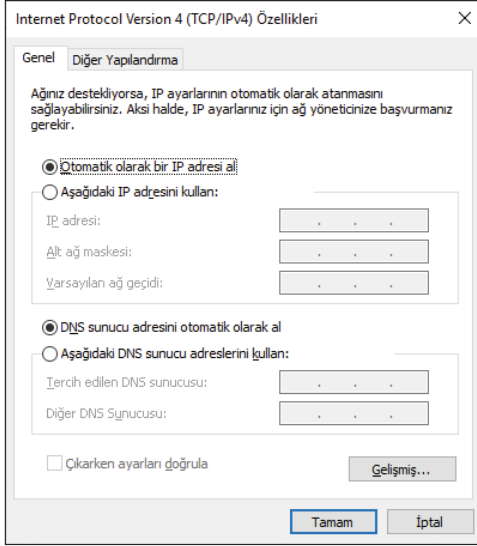 Internet Protocol Version 4 (TCP/IPv4) Özellikleri
Genel
Diğer Yapılandırma
Ağınız destekliyorsa, IP ayarlarının otomatik olarak atanmasını
sağlayabilirsiniz. Aksi halde, IP ayarlarınız için ağ yöneticinize başvurmanız
gerekir.
Otomatik olarak bir IP adresi al
Aşağıdaki IP adresini kullan:
IP adresi:
Alt ağ maskesi:
Varsayılan ağ geçidi:
DNS sunucu adresini otomatik olarak al
Aşağıdaki DNS sunucu adreslerini kullan:
Tercih edilen DNS sunucusu:
Diğer DNS Sunucusu:
Çıkarken ayarları doğrula
Gelişmiş...
Tamam
İptal